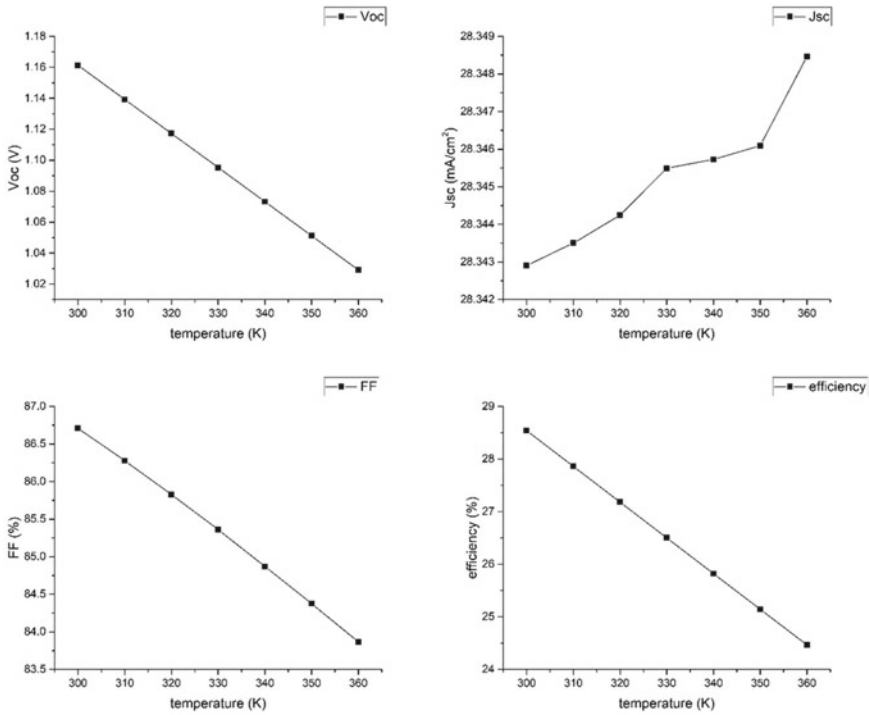 Voc
1.18
1.16
1.14
1.12
1.10
1.08
1.06
1.04
1.02
Voc (V)
300 310 320 330 340 350 360
temperature (K)
Jsc
28.349
28.348
28.347
28.346
28.345
28.344
28.343
28.342
Jsc (mA/cm²)
300 310 320 330 340 350 360
temperature (K)
FF
87.0
86.5
86.0
85.5
85.0
84.5
84.0
83.5
FF (%)
300 310 320 330 340 350 360
temperature (K)
efficiency
29
28
27
26
25
24
efficiency (%)
300 310 320 330 340 350 360
temperature (K)